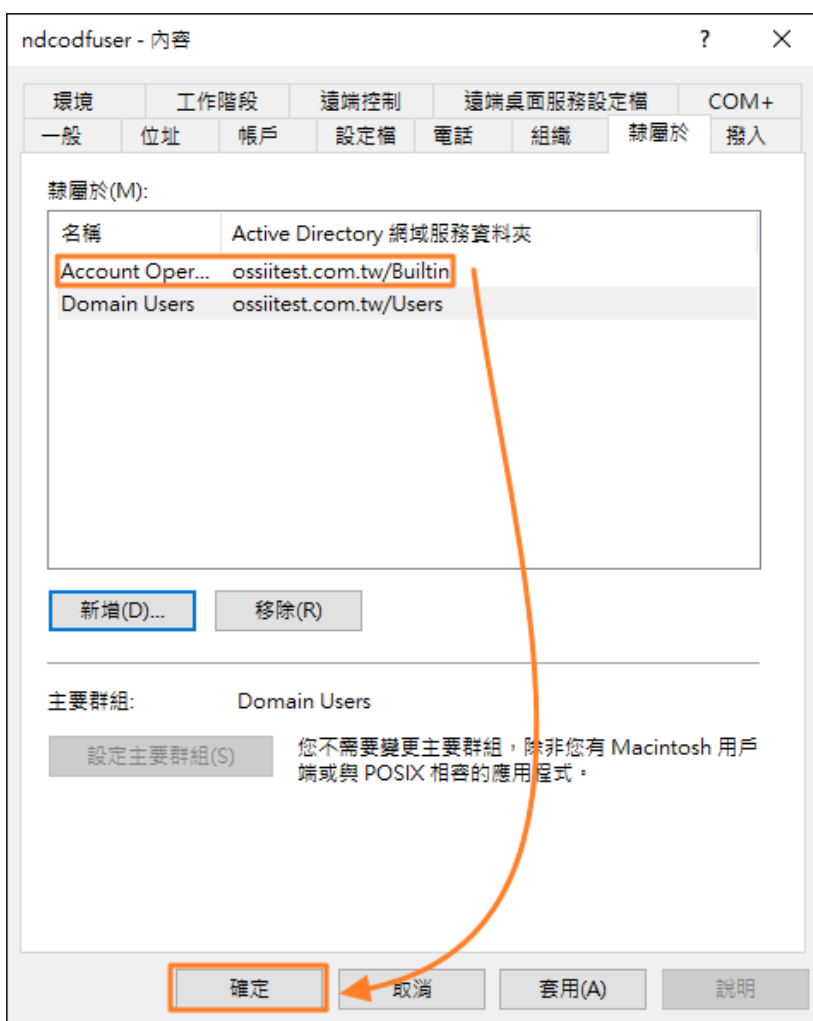 ndcodfuser - 內容
?
環境 工作階段 遠端控制 遠端桌面服務設定檔 COM+
一般 位址 帳戶 設定檔 電話 組織 隸屬於 撥入
隸屬於(M):
名稱 Active Directory 網域服務資料夾
Account Oper... ossiitest.com.tw/Builtin
Domain Users ossiitest.com.tw/Users
新增(D)... 移除(R)
主要群組: Domain Users
設定主要群組(S)
您不需要變更主要群組，除非您有 Macintosh 用戶
端或與 POSIX 相容的應用程式。
確定 取消 套用(A) 說明